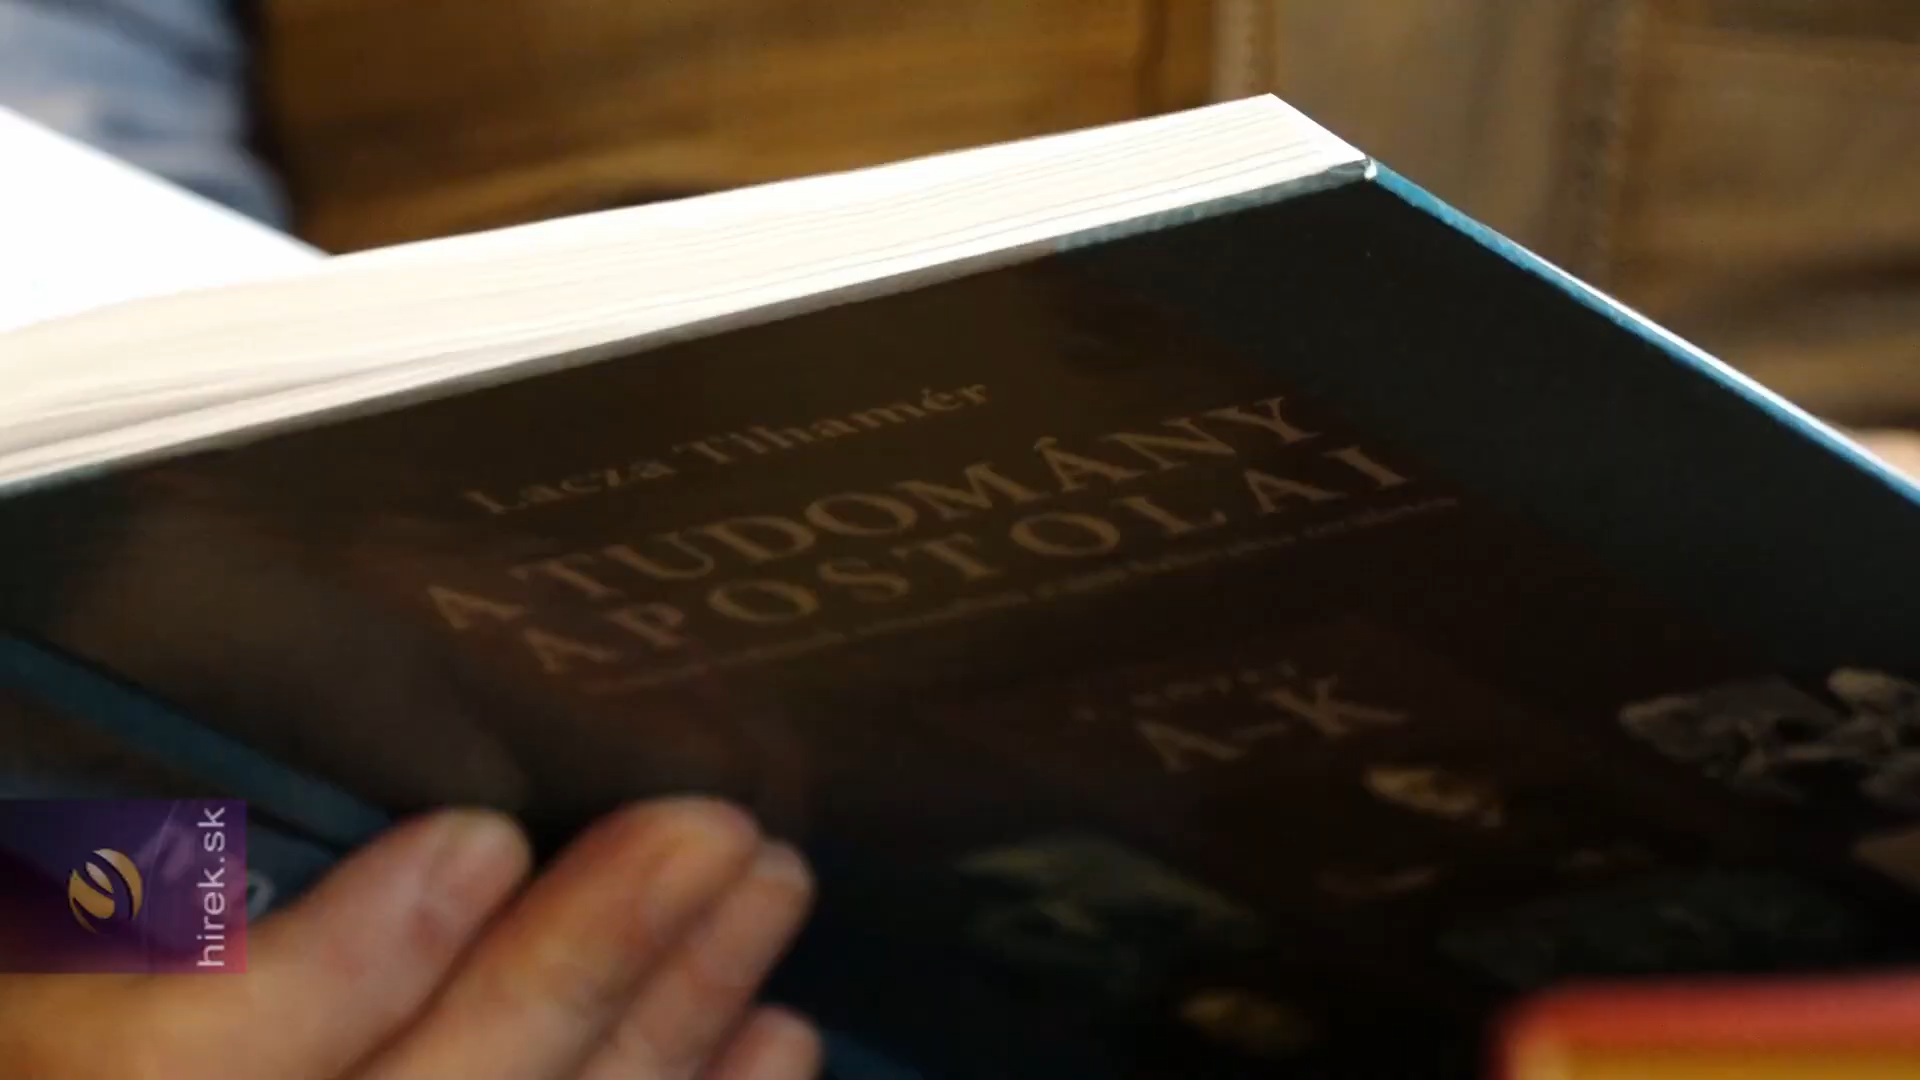 Lacza Tihamér
A TUDOMÁNY
APOSTOLAI
A-K
hirek.sk